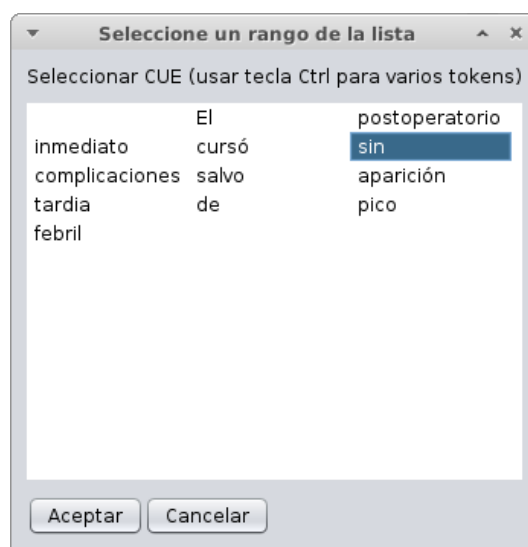 Seleccione un rango de la lista
Seleccionar CUE (usar tecla Ctrl para varios tokens)
El postoperatorio
inmediato cursó sin
complicaciones salvo aparición
tardia de pico
febril
Aceptar Cancelar